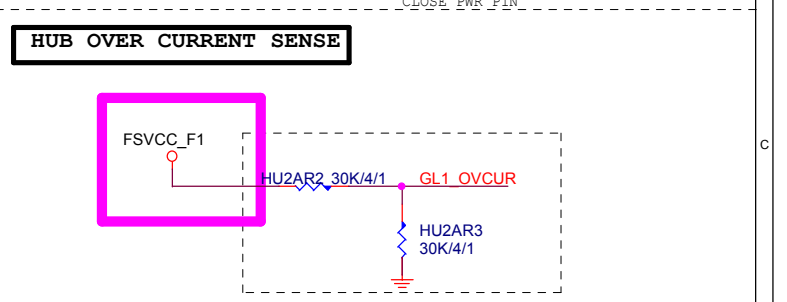 CLOSE PWR PIN
HUB OVER CURRENT SENSE
FSVCC_F1
C
HU2AR2 30K/4/1
GL1_OVCUR
HU2AR3
30K/4/1